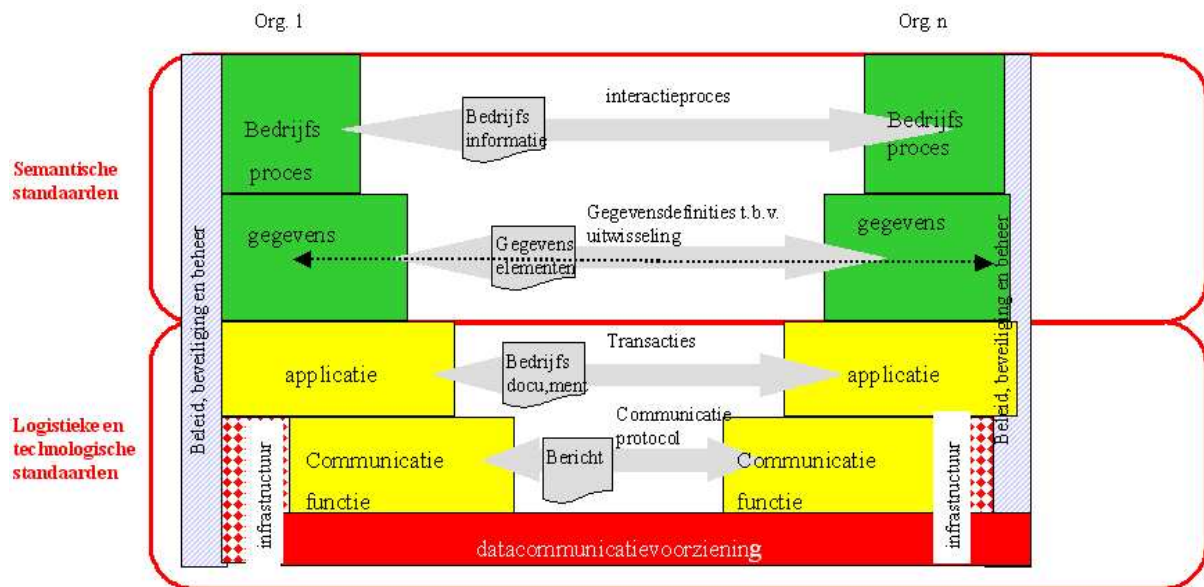 Org. 1
Org. n
interactieproces
Bedrijfs
informatie
Bedrijfs
proces
Bedrijfs
proces
Semantische
standaarden
Gegevensdefinities t.b.v.
uitwisseling
gegevens
gegevens
Gegevens
elementen
Beleid, beveiliging en beheer
Beleid, beveiliging en beheer
Transacties
Bedrijfs
docu,ment
applicatie
applicatie
Logistieke en
technologische
standaarden
Communicatie
protocol
Bericht
Communicatie
functie
Communicatie
functie
infrastructuur
infrastructuur
datacommunicatievoorziening